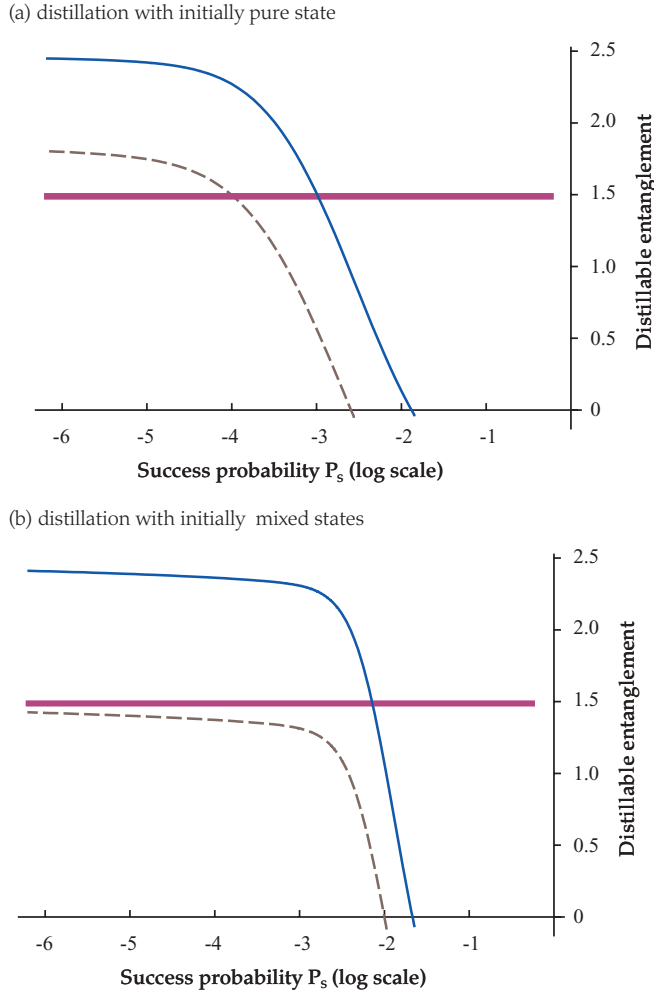 (a) distillation with initially pure state
2.5
2.0
1.5
1.0
0.5
0
Distillable entanglement
-6 -5 -4 -3 -2 -1
Success probability Ps (log scale)
(b) distillation with initially mixed states
2.5
2.0
1.5
1.0
0.5
0
Distillable entanglement
-6 -5 -4 -3 -2 -1
Success probability Ps (log scale)